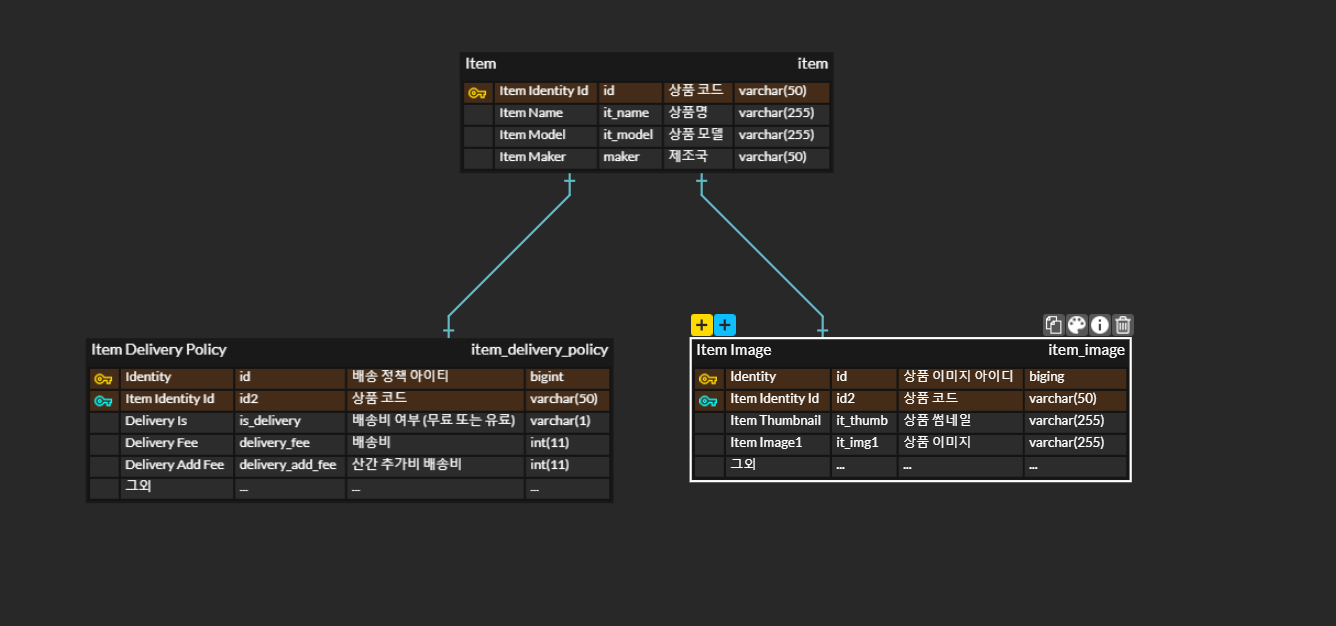 Item item
Item Identity Id id 상품 코드 varchar(50)
Item Name it_name 상품명 varchar(255)
Item Model it_model 상품 모델 varchar(255)
Item Maker maker 제조국 varchar(50)
Item Delivery Policy item_delivery_policy
Identity id 배송 정책 아이티 bigint
Item Identity Id id2 상품 코드 varchar(50)
Delivery Is is_delivery 배송비 여부 (무료 또는 유료) varchar(1)
Delivery Fee delivery_fee 배송비 int(11)
Delivery Add Fee delivery_add_fee 산간 추가비 배송비 int(11)
그외 ... ... ...
Item Image item_image
Identity id 상품 이미지 아이디 biging
Item Identity Id id2 상품 코드 varchar(50)
Item Thumbnail it_thumb 상품 썸네일 varchar(255)
Item Image1 it_img1 상품 이미지 varchar(255)
그외 ... ... ...